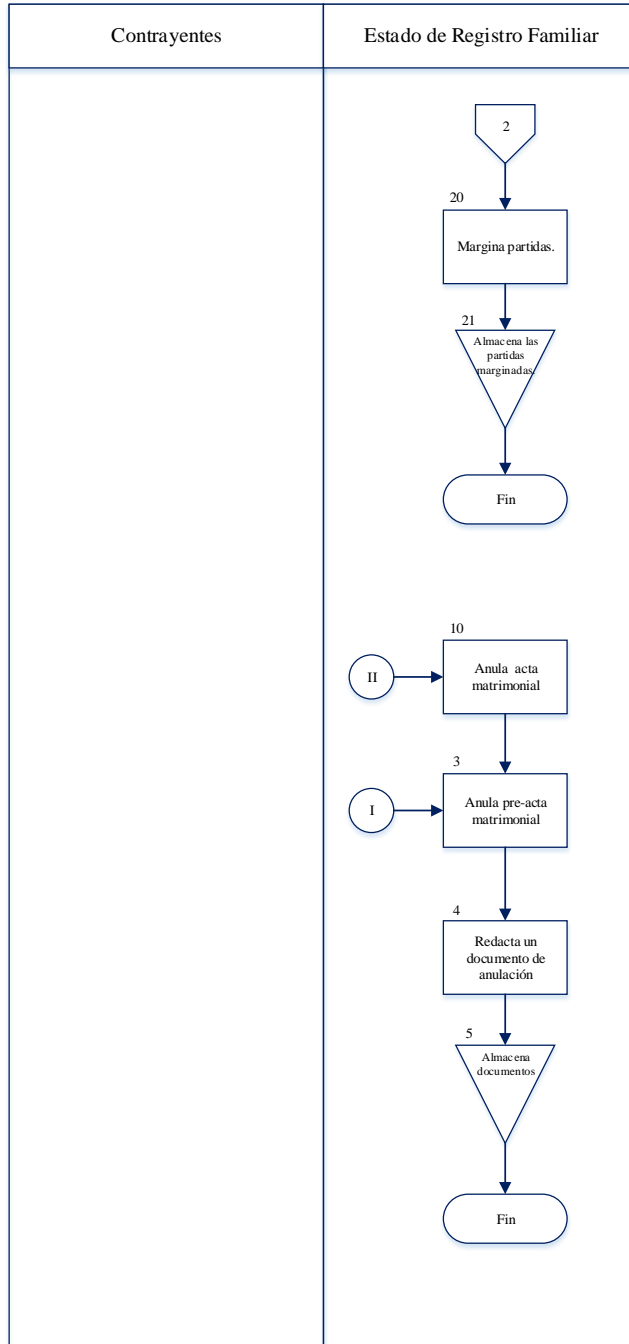 Contrayentes
Estado de Registro Familiar
2
20
Margina partidas.
21
Almacena las
partidas
marginadas.
Fin
10
II
Anula acta
matrimonial
3
I
Anula pre-acta
matrimonial
4
Redacta un
documento de
anulación
5
Almacena
documentos
Fin